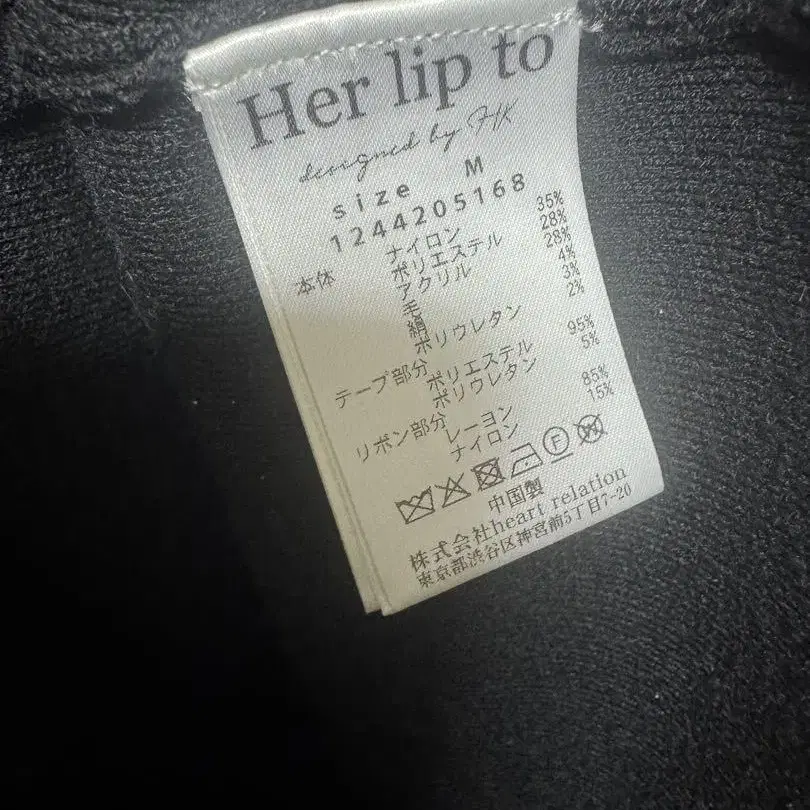 Her lip to
designed by HK
size M
1244205168
本体 ナイロン 35%
ポリエステル 28%
アクリル 28%
毛 4%
絹 3%
ポリウレタン 2%
テープ部分 ポリエステル 95%
ポリウレタン 5%
リボン部分 レーヨン 85%
ナイロン 15%
F
中国製
株式会社heart relation
東京都渋谷区神宮前5丁目7-20